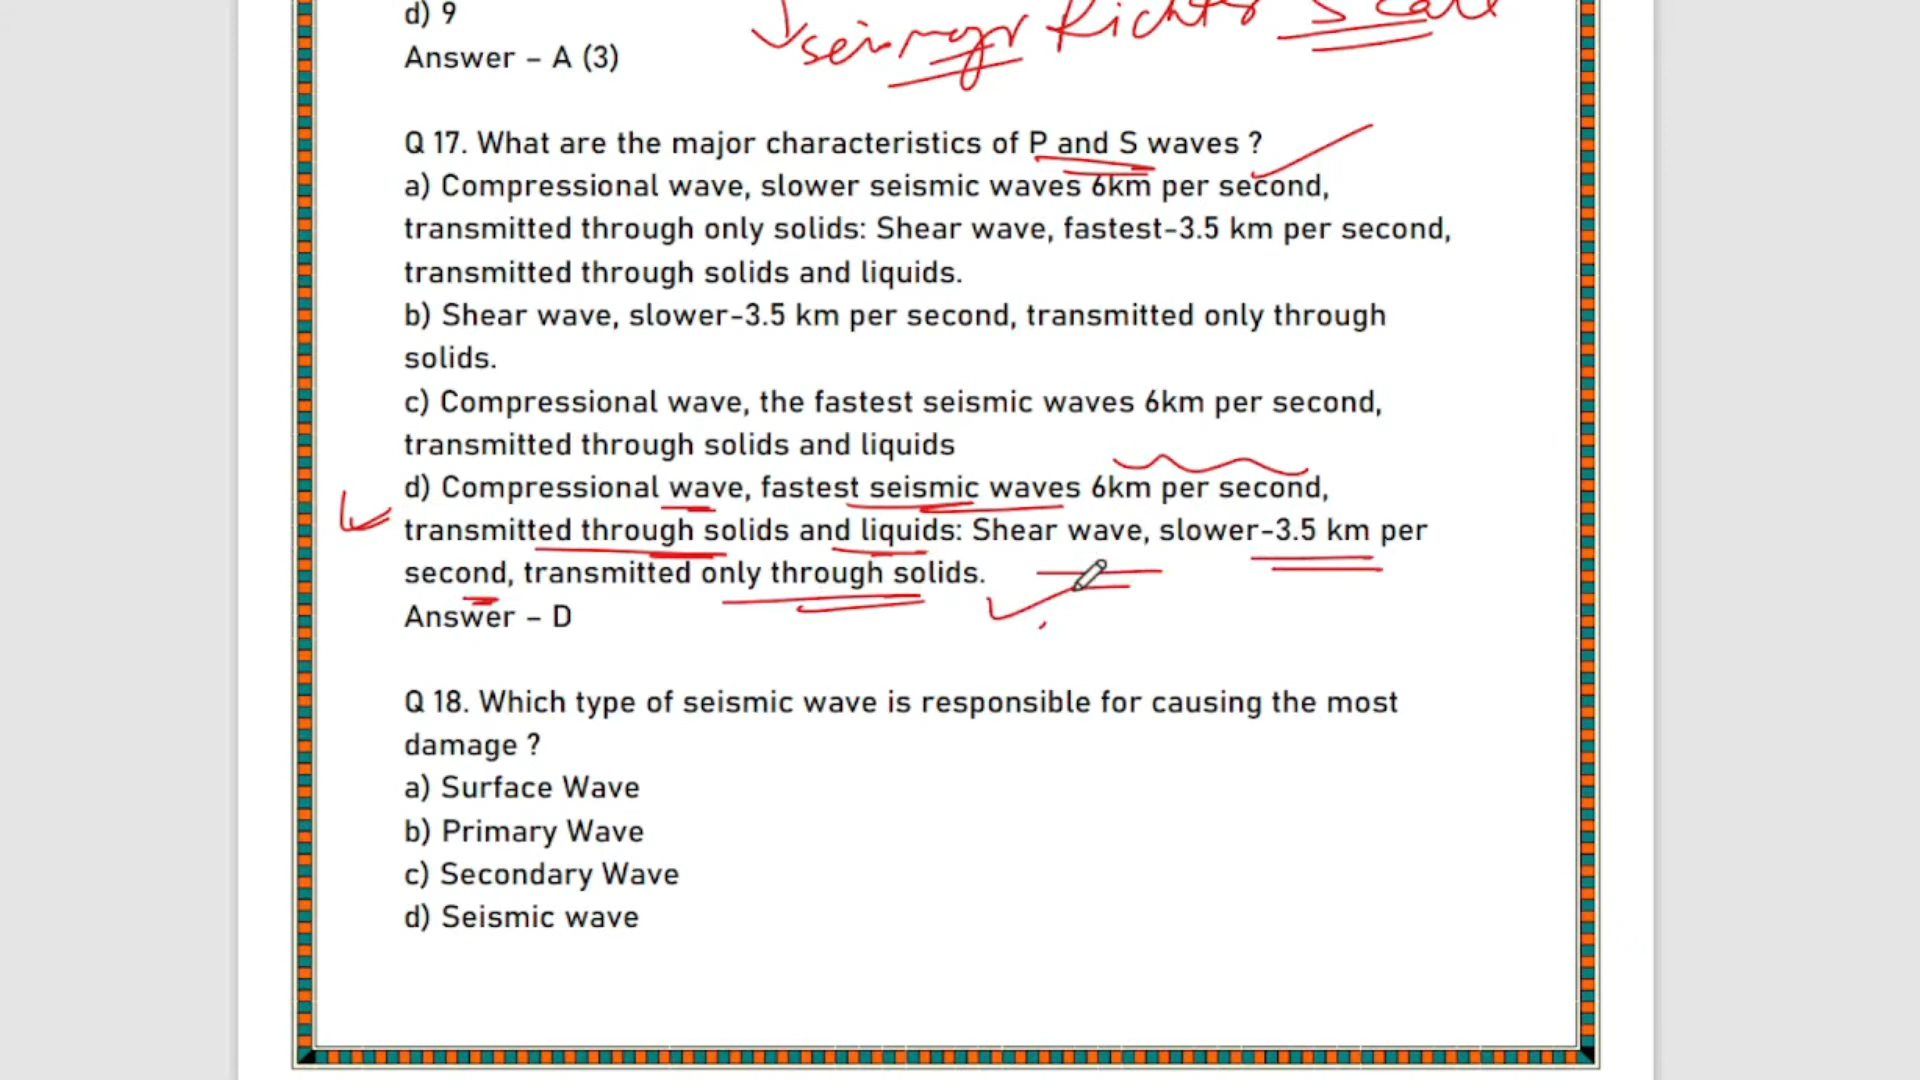 d) 9
Richter Scale
Answer – A (3)
Q 17. What are the major characteristics of P and S waves ?
a) Compressional wave, slower seismic waves 6km per second,
transmitted through only solids: Shear wave, fastest-3.5 km per second,
transmitted through solids and liquids.
b) Shear wave, slower-3.5 km per second, transmitted only through
solids.
c) Compressional wave, the fastest seismic waves 6km per second,
transmitted through solids and liquids
d) Compressional wave, fastest seismic waves 6km per second,
transmitted through solids and liquids: Shear wave, slower-3.5 km per
second, transmitted only through solids.
Answer – D
Q 18. Which type of seismic wave is responsible for causing the most
damage ?
a) Surface Wave
b) Primary Wave
c) Secondary Wave
d) Seismic wave